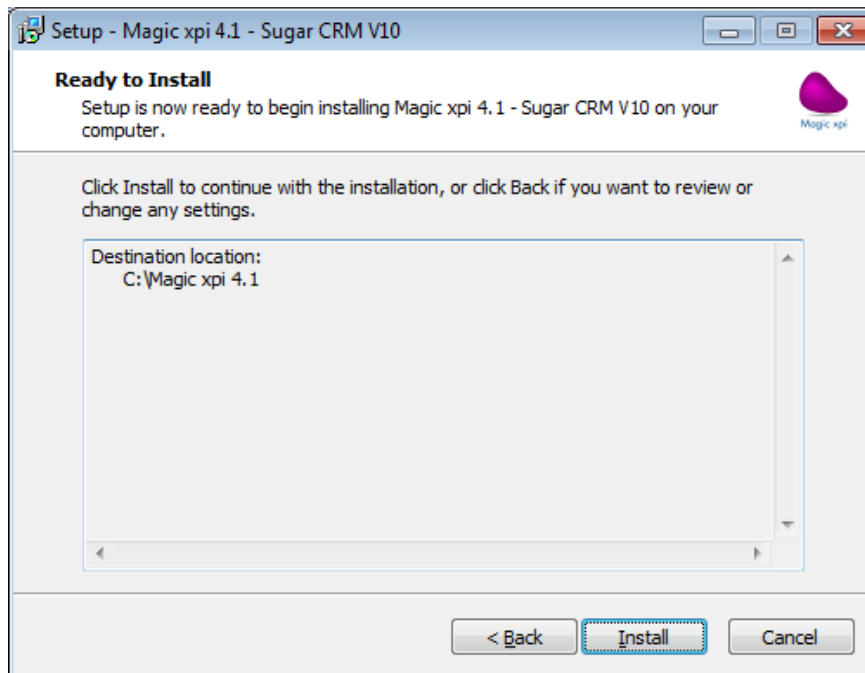 Setup - Magic xpi 4.1 - Sugar CRM V10
Ready to Install
Setup is now ready to begin installing Magic xpi 4.1 - Sugar CRM V10 on your
computer.
Magic xpi
Click Install to continue with the installation, or click Back if you want to review or
change any settings.
Destination location:
C:\Magic xpi 4.1
< Back
Install
Cancel